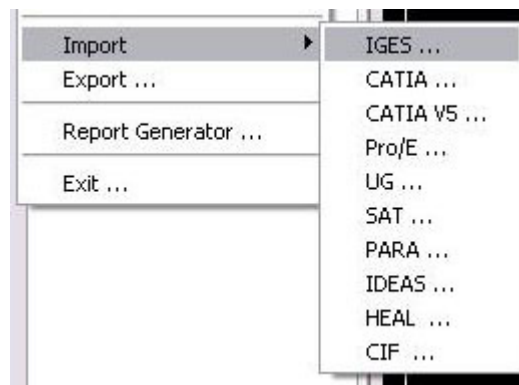 Import
Export ...
Report Generator ...
Exit ...
IGES ...
CATIA ...
CATIA V5 ...
Pro/E ...
UG ...
SAT ...
PARA ...
IDEAS ...
HEAL ...
CIF ...